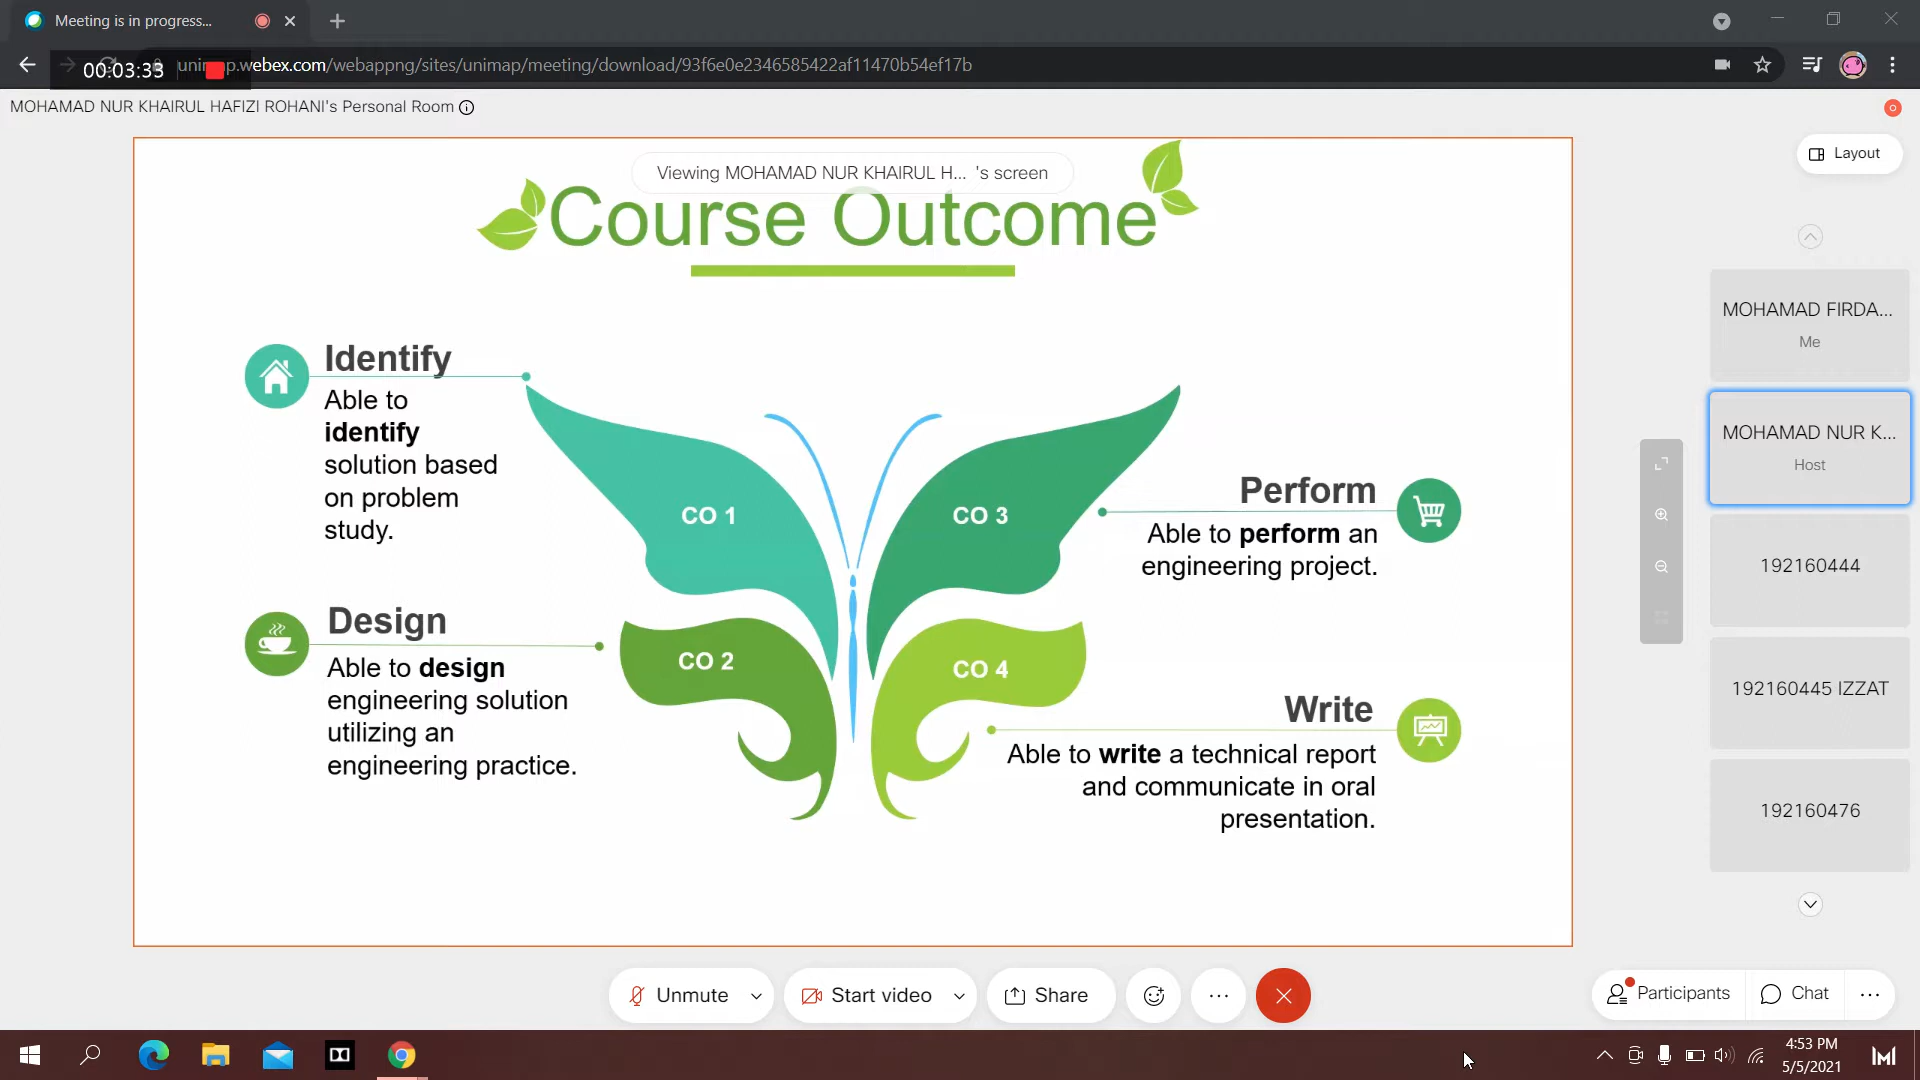 Meeting is in progress...
00:03:33
unimap.webex.com/webappng/sites/unimap/meeting/download/93f6e0e2346585422af11470b54ef17b
MOHAMAD NUR KHAIRUL HAFIZI ROHANI's Personal Room
Layout
Viewing MOHAMAD NUR KHAIRUL H... 's screen
Course Outcome
Identify
Able to
identify
solution based
on problem
study.
CO 1
CO 3
Perform
Able to perform an
engineering project.
Design
Able to design
engineering solution
utilizing an
engineering practice.
CO 2
CO 4
Write
Able to write a technical report
and communicate in oral
presentation.
MOHAMAD FIRDA...
Me
MOHAMAD NUR K...
Host
192160444
192160445 IZZAT
192160476
Unmute
Start video
Share
Participants
Chat
4:53 PM
5/5/2021